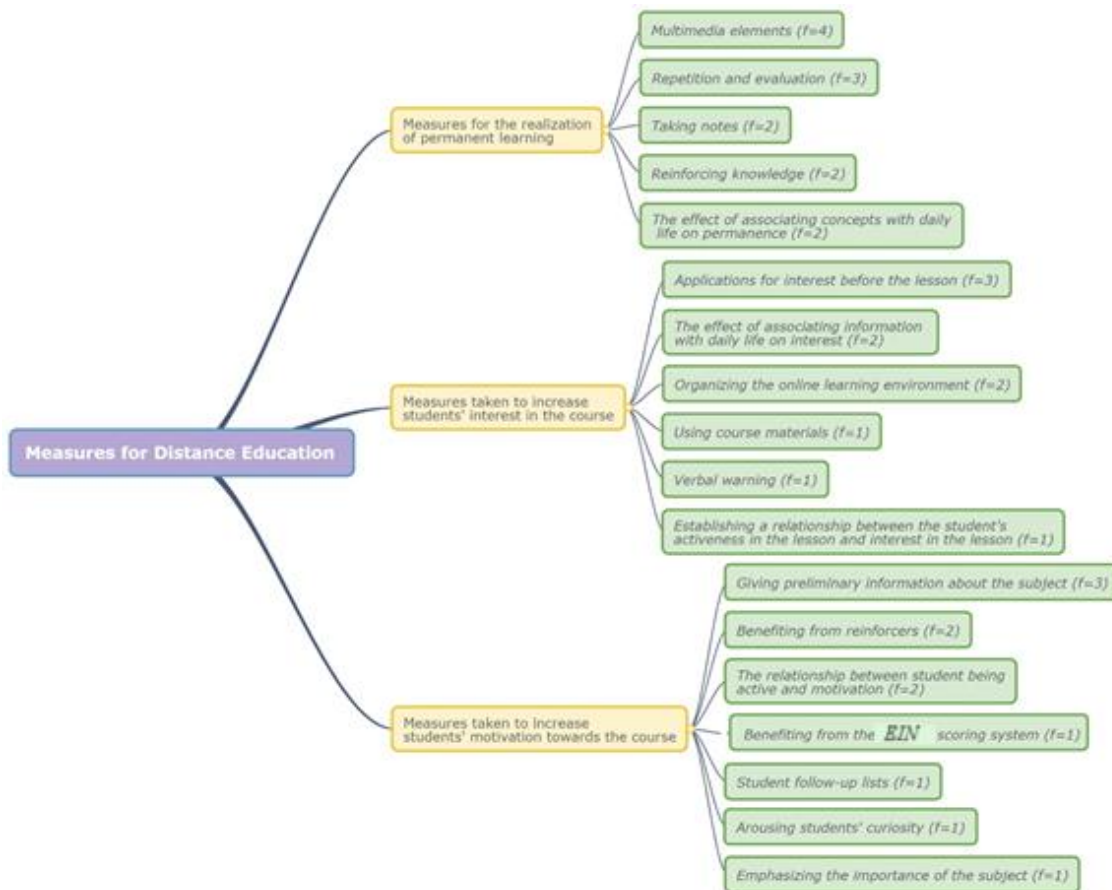 Multimedia elements (f=4)
Repetition and evaluation (f=3)
Measures for the realization
of permanent learning
Taking notes (f=2)
Reinforcing knowledge (f=2)
The effect of associating concepts with daily
life on permanence (f=2)
Applications for interest before the lesson (f=3)
The effect of associating information
with daily life on interest (f=2)
Measures taken to increase
students' interest in the course
Organizing the online learning environment (f=2)
Using course materials (f=1)
Measures for Distance Education
Verbal warning (f=1)
Establishing a relationship between the student's
activeness in the lesson and interest in the lesson (f=1)
Giving preliminary information about the subject (f=3)
Benefiting from reinforcers (f=2)
The relationship between student being
active and motivation (f=2)
Measures taken to increase
students' motivation towards the course
Benefiting from the EIN scoring system (f=1)
Student follow-up lists (f=1)
Arousing students' curiosity (f=1)
Emphasizing the importance of the subject (f=1)